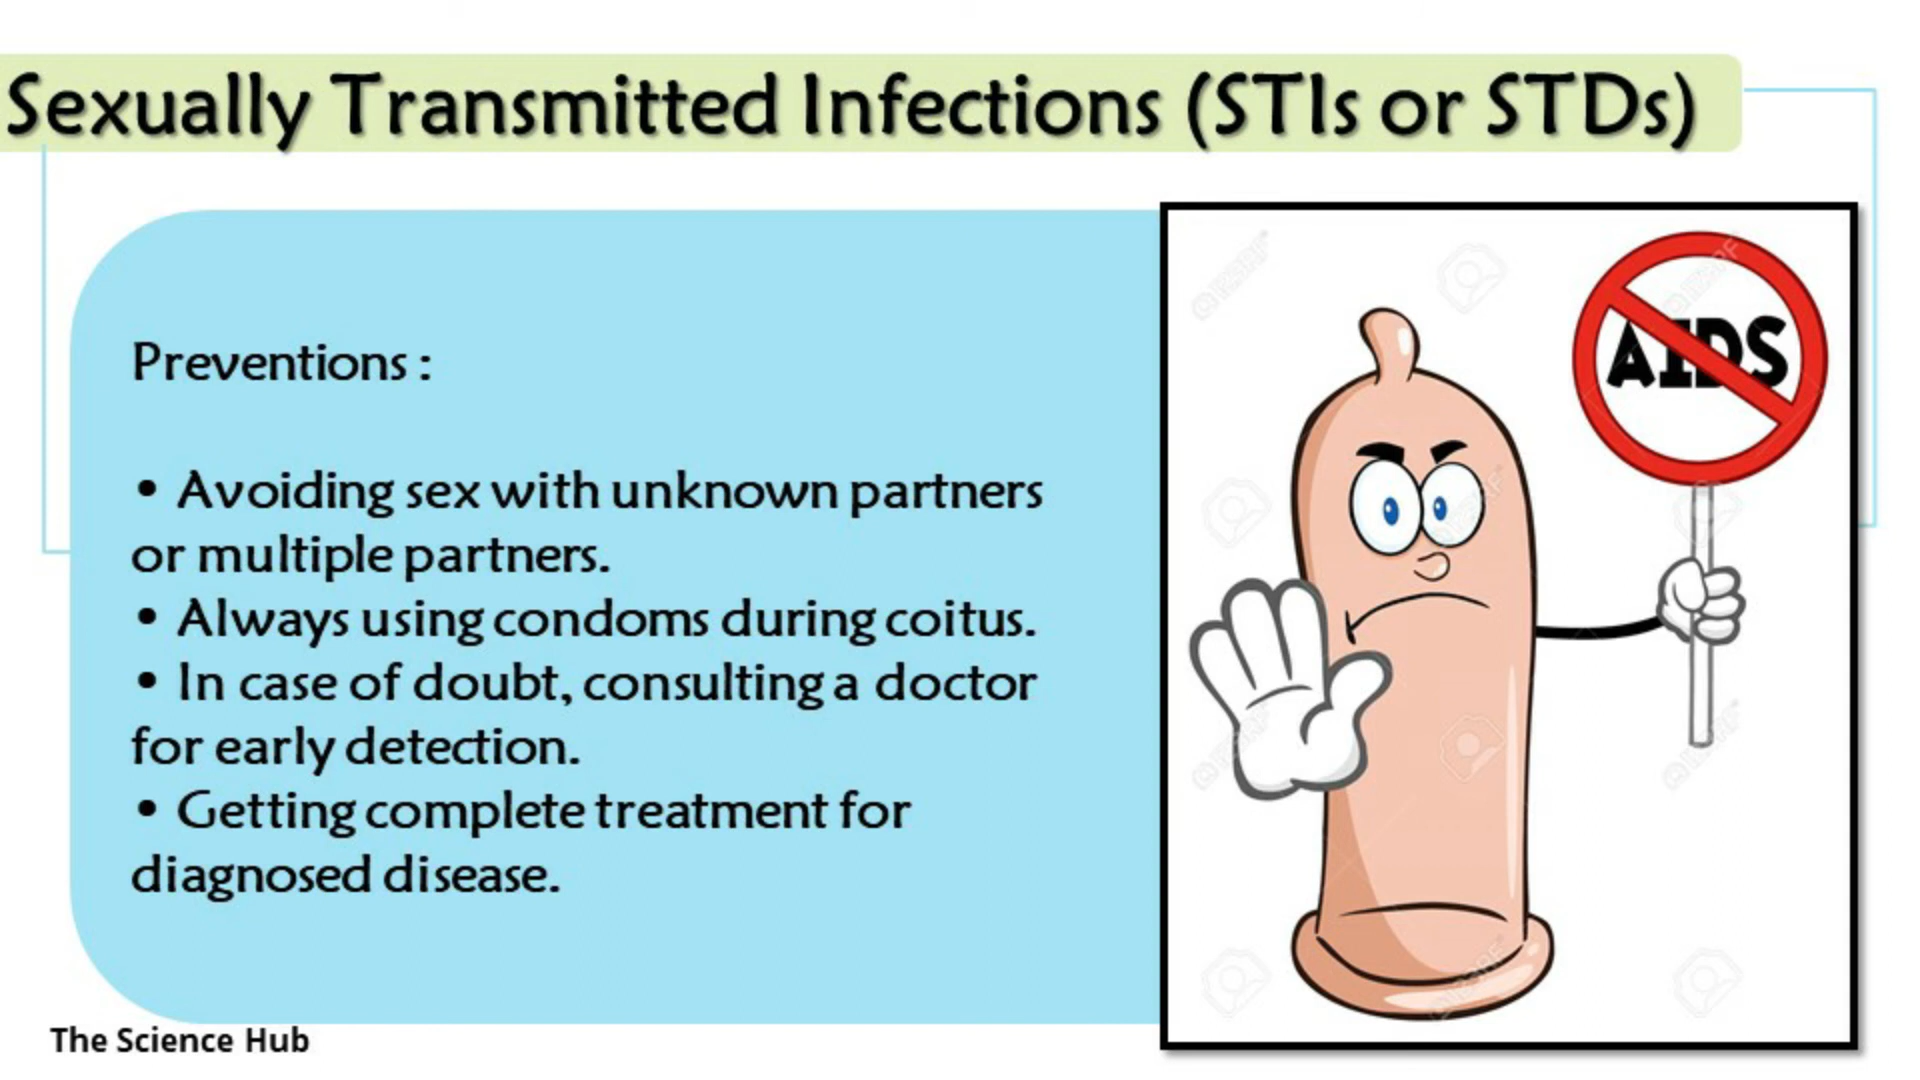 Sexually Transmitted Infections (STIs or STDs)
Preventions :
• Avoiding sex with unknown partners
or multiple partners.
• Always using condoms during coitus.
• In case of doubt, consulting a doctor
for early detection.
• Getting complete treatment for
diagnosed disease.
AIDS
The Science Hub